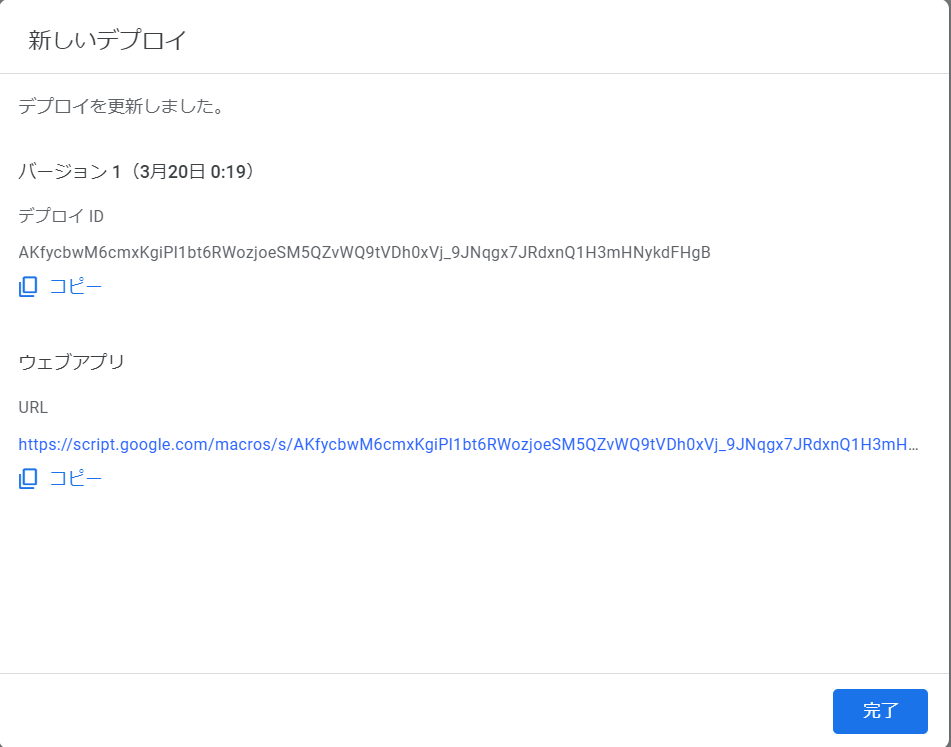 新しいデプロイ
デプロイを更新しました。
バージョン 1（3月20日 0:19）
デプロイ ID
AKfycbwM6cmxKgiPI1bt6RWozjoeSM5QZvWQ9tVDh0xVj_9JNqgx7JRdxnQ1H3mHNykdFHgB
コピー
ウェブアプリ
URL
https://script.google.com/macros/s/AKfycbwM6cmxKgiPI1bt6RWozjoeSM5QZvWQ9tVDh0xVj_9JNqgx7JRdxnQ1H3mH...
コピー
完了